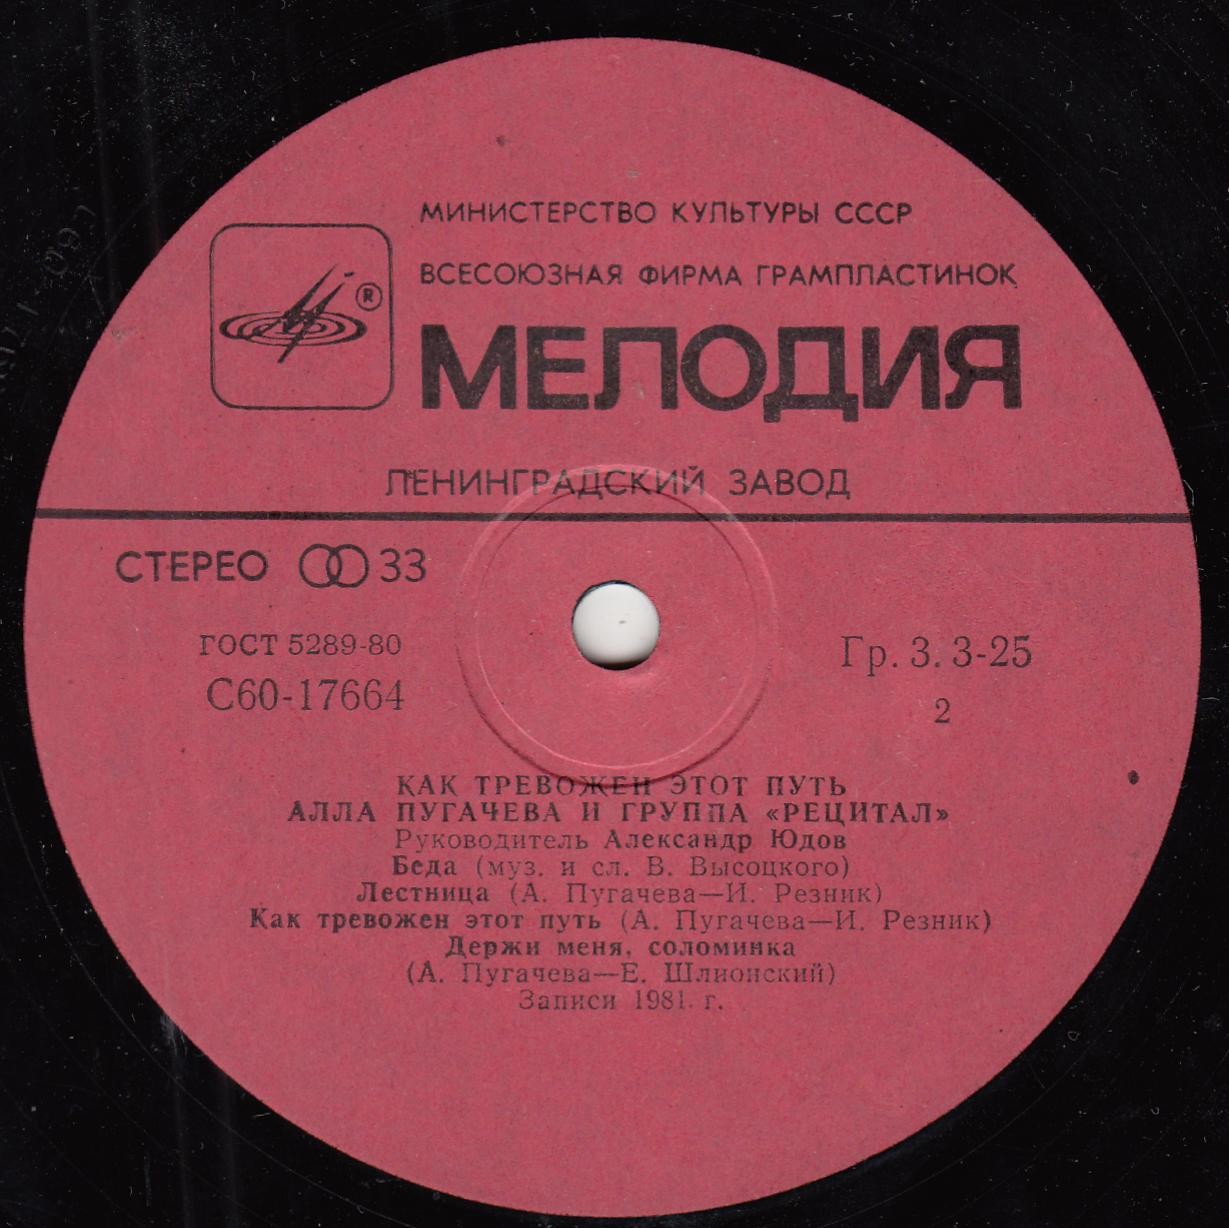 МИНИСТЕРСТВО КУЛЬТУРЫ СССР
ВСЕСОЮЗНАЯ ФИРМА ГРАМПЛАСТИНОК
®
МЕЛОДИЯ
ЛЕНИНГРАДСКИЙ ЗАВОД
СТЕРЕО 33
ГОСТ 5289-80
С60-17664
Гр. 3. 3-25
2
КАК ТРЕВОЖЕН ЭТОТ ПУТЬ
АЛЛА ПУГАЧЕВА И ГРУППА «РЕЦИТАЛ»
Руководитель Александр Юдов
Беда (муз. и сл. В. Высоцкого)
Лестница (А. Пугачева—И. Резник)
Как тревожен этот путь (А. Пугачева—И. Резник)
Держи меня, соломинка
(А. Пугачева—Е. Шлионский)
Записи 1981. г.